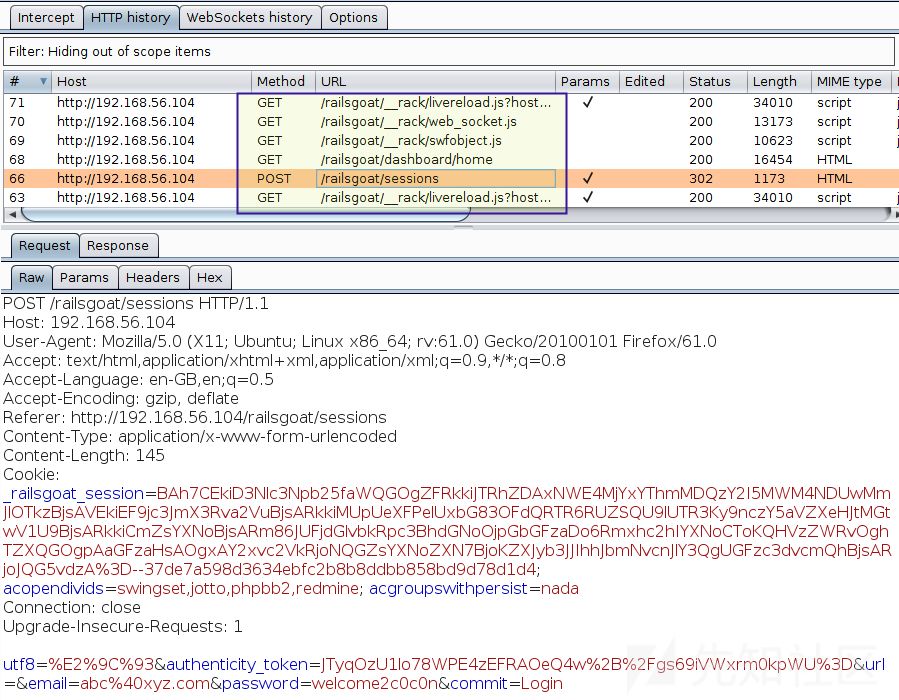 Intercept HTTP history WebSockets history Options
Filter: Hiding out of scope items
# Host Method URL Params Edited Status Length MIME type
71 http://192.168.56.104 GET /railsgoat/__rack/livereload.js?host... ✓ 200 34010 script
70 http://192.168.56.104 GET /railsgoat/__rack/web_socket.js 200 13173 script
69 http://192.168.56.104 GET /railsgoat/__rack/swfobject.js 200 10623 script
68 http://192.168.56.104 GET /railsgoat/dashboard/home 200 16454 HTML
66 http://192.168.56.104 POST /railsgoat/sessions ✓ 302 1173 HTML
63 http://192.168.56.104 GET /railsgoat/__rack/livereload.js?host... ✓ 200 34010 script
Request Response
Raw Params Headers Hex
POST /railsgoat/sessions HTTP/1.1
Host: 192.168.56.104
User-Agent: Mozilla/5.0 (X11; Ubuntu; Linux x86_64; rv:61.0) Gecko/20100101 Firefox/61.0
Accept: text/html,application/xhtml+xml,application/xml;q=0.9,*/*;q=0.8
Accept-Language: en-GB,en;q=0.5
Accept-Encoding: gzip, deflate
Referer: http://192.168.56.104/railsgoat/sessions
Content-Type: application/x-www-form-urlencoded
Content-Length: 145
Cookie:
_railsgoat_session=BAh7CEkiD3Nlc3Npb25faWQGOgZFRkkiJTRhZDAxNWE4MjYxYThmMDQzY2I5MWM4NDUwMm
JlOTkzBjsAVEkiEF9jc3JmX3Rva2VuBjsARkkiMUpUeXFPelUxbG83OFdQRTR6RUZSQU9lUTR3Ky9nczY5aVZXeHJtMGt
wV1U9BjsARkkiCmZsYXNoBjsARm86JUFjdGlvbkRpc3BhdGNoOjpGbGFzaDo6Rmxhc2hIYXNoCToKQHVzZWRvOgh
TZXQGOgpAaGFzaHsAOgxAY2xvc2VkRjoNQGZsYXNoZXN7BjoKZXJyb3JJIhhJbmNvcnJlY3QgUGFzc3dvcmQhBjsAR
joJQG5vdzA%3D--37de7a598d3634ebfc2b8b8ddbb858bd9d78d1d4;
acopendivids=swingset,jotto,phpbb2,redmine; acgroupswithpersist=nada
Connection: close
Upgrade-Insecure-Requests: 1
utf8=%E2%9C%93&authenticity_token=JTyqOzU1lo78WPE4zEFRAOeQ4w%2B%2Fgs69iVWxrm0kpWU%3D&url
=&email=abc%40xyz.com&password=welcome2c0c0n&commit=Login
先知社区